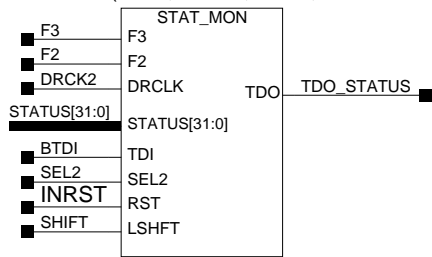 STAT_MON
F3 F3
F2 F2
DRCK2 DRCLK
TDO TDO_STATUS
STATUS[31:0] STATUS[31:0]
BTDI TDI
SEL2 SEL2
INRST RST
SHIFT LSHFT